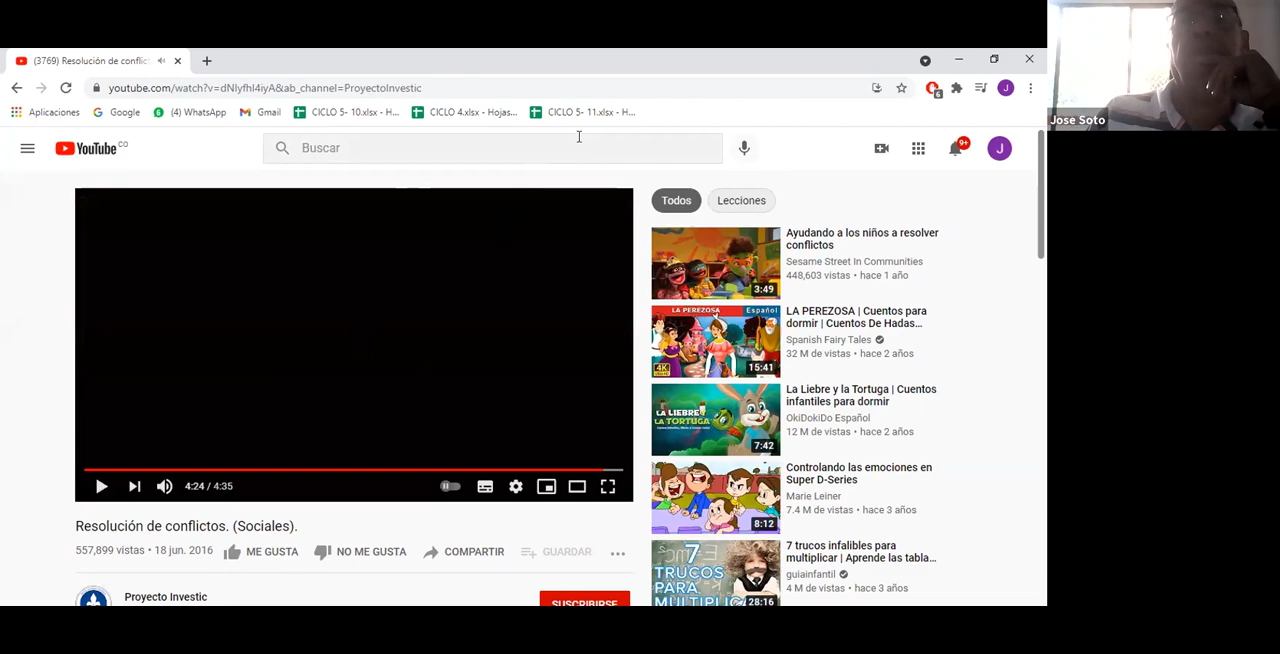 (3769) Resolución de conflict
youtube.com/watch?v=dNIyfhI4iyA&ab_channel=ProyectoInvestic
6
J
Aplicaciones
Google
(4) WhatsApp
Gmail
CICLO 5- 10.xlsx - H...
CICLO 4.xlsx - Hojas...
CICLO 5- 11.xlsx - H...
YouTube CO
Buscar
9+
J
4:24 / 4:35
Resolución de conflictos. (Sociales).
557,899 vistas • 18 jun. 2016
ME GUSTA
NO ME GUSTA
COMPARTIR
GUARDAR
Proyecto Investic
SUSCRIBIRSE
Todos
Lecciones
3:49
Ayudando a los niños a resolver
conflictos
Sesame Street In Communities
448,603 vistas • hace 1 año
LA PEREZOSA
Español
4K
15:41
LA PEREZOSA | Cuentos para
dormir | Cuentos De Hadas...
Spanish Fairy Tales
32 M de vistas • hace 2 años
LA LIEBRE Y
LA TORTUGA
7:42
La Liebre y la Tortuga | Cuentos
infantiles para dormir
OkiDokiDo Español
12 M de vistas • hace 2 años
8:12
Controlando las emociones en
Super D-Series
Marie Leiner
7.4 M de vistas • hace 3 años
7
TRUCOS
PARA
MULTIPLIC
28:16
7 trucos infalibles para
multiplicar | Aprende las tabla...
guiainfantil
4 M de vistas • hace 3 años
Jose Soto